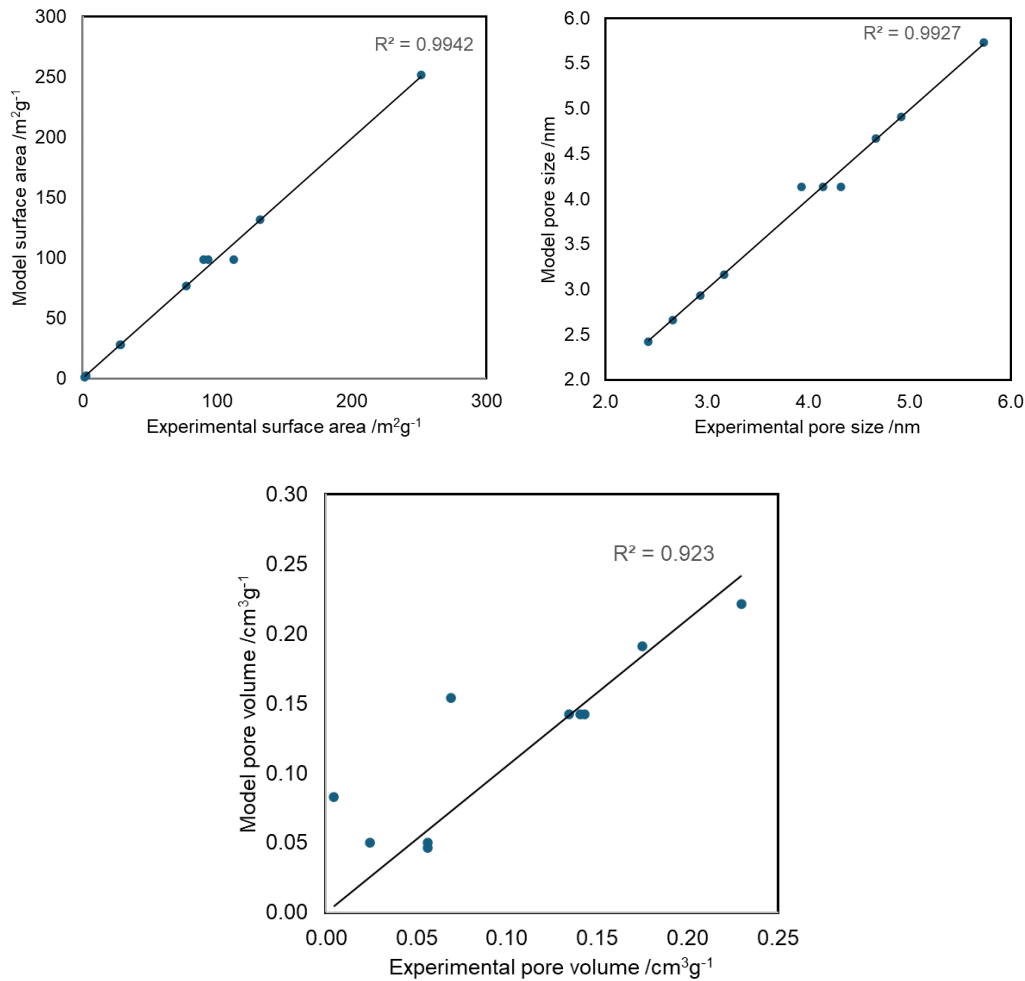 300
250
200
150
100
50
0
R² = 0.9942
Model surface area /m²g⁻¹
0 100 200 300
Experimental surface area /m²g⁻¹
6.0
5.5
5.0
4.5
4.0
3.5
3.0
2.5
2.0
R² = 0.9927
Model pore size /nm
2.0 3.0 4.0 5.0 6.0
Experimental pore size /nm
0.30
0.25
0.20
0.15
0.10
0.05
0.00
R² = 0.923
Model pore volume /cm³g⁻¹
0.00 0.05 0.10 0.15 0.20 0.25
Experimental pore volume /cm³g⁻¹